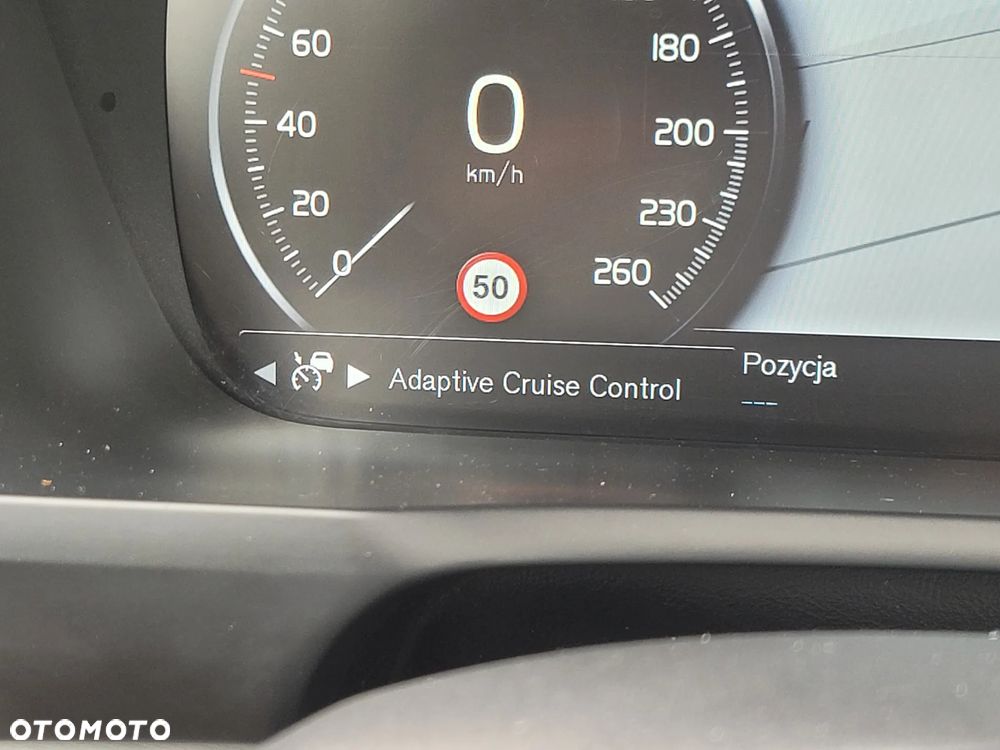 60
180
0
40
200
km/h
20
230
0
260
50
Pozycja
Adaptive Cruise Control
---
OTOMOTO